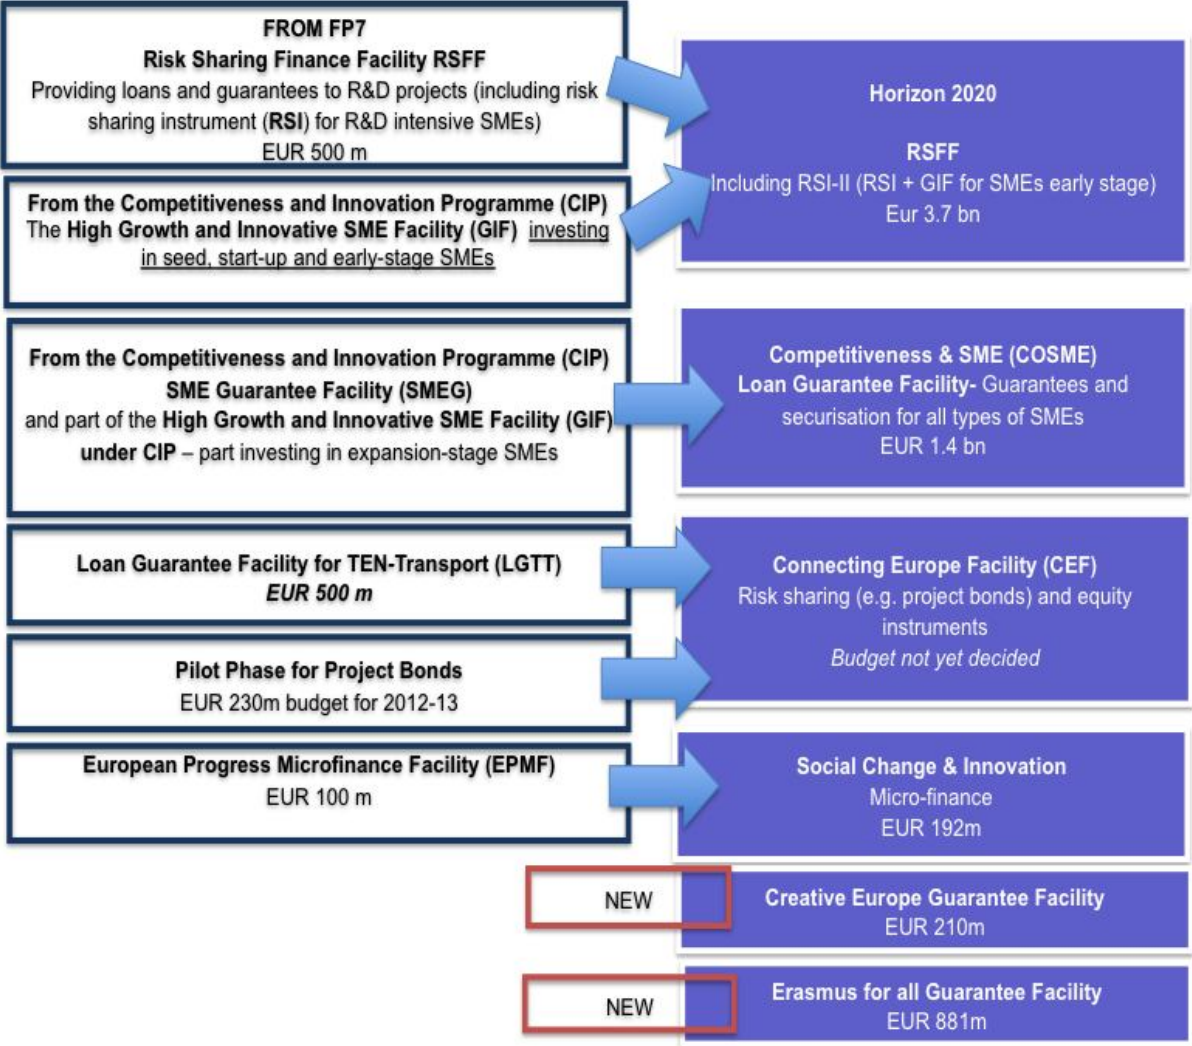 FROM FP7
Risk Sharing Finance Facility RSFF
Providing loans and guarantees to R&D projects (including risk
sharing instrument (RSI) for R&D intensive SMEs)
EUR 500 m
Horizon 2020
RSFF
Including RSI-II (RSI + GIF for SMEs early stage)
Eur 3.7 bn
From the Competitiveness and Innovation Programme (CIP)
The High Growth and Innovative SME Facility (GIF) investing
in seed, start-up and early-stage SMEs
From the Competitiveness and Innovation Programme (CIP)
SME Guarantee Facility (SMEG)
and part of the High Growth and Innovative SME Facility (GIF)
under CIP – part investing in expansion-stage SMEs
Competitiveness & SME (COSME)
Loan Guarantee Facility- Guarantees and
securisation for all types of SMEs
EUR 1.4 bn
Loan Guarantee Facility for TEN-Transport (LGTT)
EUR 500 m
Pilot Phase for Project Bonds
EUR 230m budget for 2012-13
Connecting Europe Facility (CEF)
Risk sharing (e.g. project bonds) and equity
instruments
Budget not yet decided
European Progress Microfinance Facility (EPMF)
EUR 100 m
Social Change & Innovation
Micro-finance
EUR 192m
NEW
Creative Europe Guarantee Facility
EUR 210m
NEW
Erasmus for all Guarantee Facility
EUR 881m